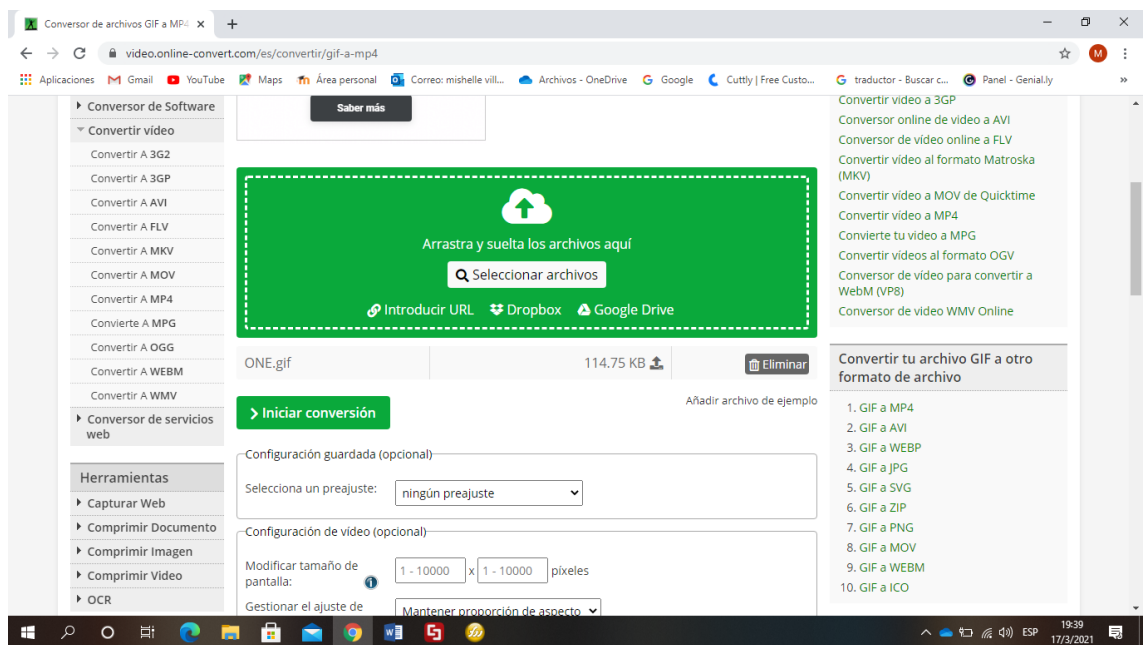 Conversor de archivos GIF a MP4
video.online-convert.com/es/convertir/gif-a-mp4
M
Aplicaciones Gmail YouTube Maps Área personal Correo: mishelle vill... Archivos - OneDrive Google Cuttly | Free Custo... traductor - Buscar c... Panel - Genial.ly »
Conversor de Software
Convertir vídeo
Convertir A 3G2
Convertir A 3GP
Convertir A AVI
Convertir A FLV
Convertir A MKV
Convertir A MOV
Convertir A MP4
Convierte A MPG
Convertir A OGG
Convertir A WEBM
Convertir A WMV
Conversor de servicios
web
Herramientas
Capturar Web
Comprimir Documento
Comprimir Imagen
Comprimir Video
OCR
Saber más
Arrastra y suelta los archivos aquí
Seleccionar archivos
Introducir URL Dropbox Google Drive
ONE.gif 114.75 KB Eliminar
Iniciar conversión
Añadir archivo de ejemplo
Configuración guardada (opcional)
Selecciona un preajuste: ningún preajuste
Configuración de vídeo (opcional)
Modificar tamaño de
pantalla: 1 - 10000 x 1 - 10000 píxeles
Gestionar el ajuste de Mantener proporción de aspecto
Convertir vídeo a 3GP
Conversor online de video a AVI
Conversor de vídeo online a FLV
Convertir vídeo al formato Matroska
(MKV)
Convertir vídeo a MOV de Quicktime
Convertir vídeo a MP4
Convierte tu video a MPG
Convertir vídeos al formato OGV
Conversor de vídeo para convertir a
WebM (VP8)
Conversor de video WMV Online
Convertir tu archivo GIF a otro
formato de archivo
1. GIF a MP4
2. GIF a AVI
3. GIF a WEBP
4. GIF a JPG
5. GIF a SVG
6. GIF a ZIP
7. GIF a PNG
8. GIF a MOV
9. GIF a WEBM
10. GIF a ICO
ESP
19:39
17/3/2021